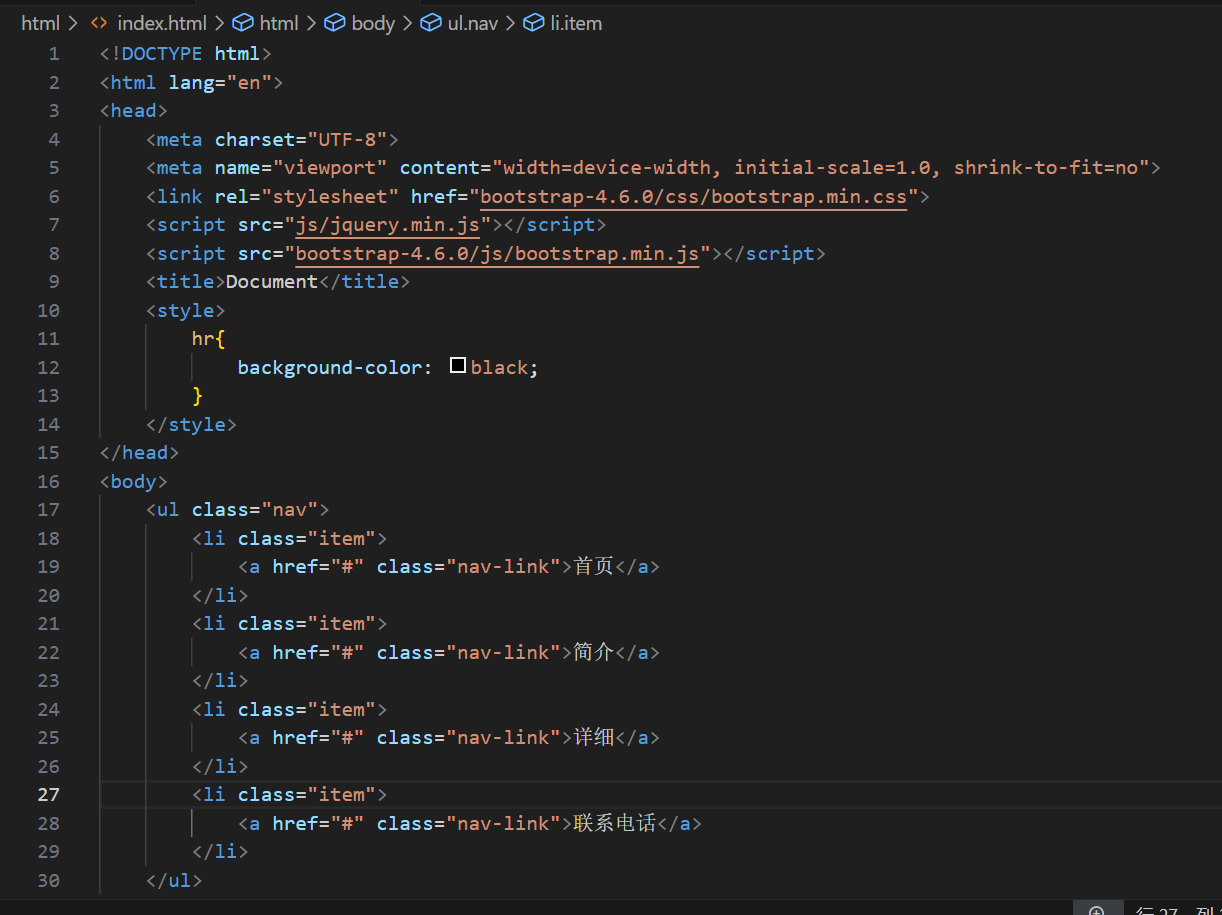 html > index.html > html > body > ul.nav > li.item
1 <!DOCTYPE html>
2 <html lang="en">
3 <head>
4 <meta charset="UTF-8">
5 <meta name="viewport" content="width=device-width, initial-scale=1.0, shrink-to-fit=no">
6 <link rel="stylesheet" href="bootstrap-4.6.0/css/bootstrap.min.css">
7 <script src="js/jquery.min.js"></script>
8 <script src="bootstrap-4.6.0/js/bootstrap.min.js"></script>
9 <title>Document</title>
10 <style>
11 hr{
12 background-color: black;
13 }
14 </style>
15 </head>
16 <body>
17 <ul class="nav">
18 <li class="item">
19 <a href="#" class="nav-link">首页</a>
20 </li>
21 <li class="item">
22 <a href="#" class="nav-link">简介</a>
23 </li>
24 <li class="item">
25 <a href="#" class="nav-link">详细</a>
26 </li>
27 <li class="item">
28 <a href="#" class="nav-link">联系电话</a>
29 </li>
30 </ul>
行 27